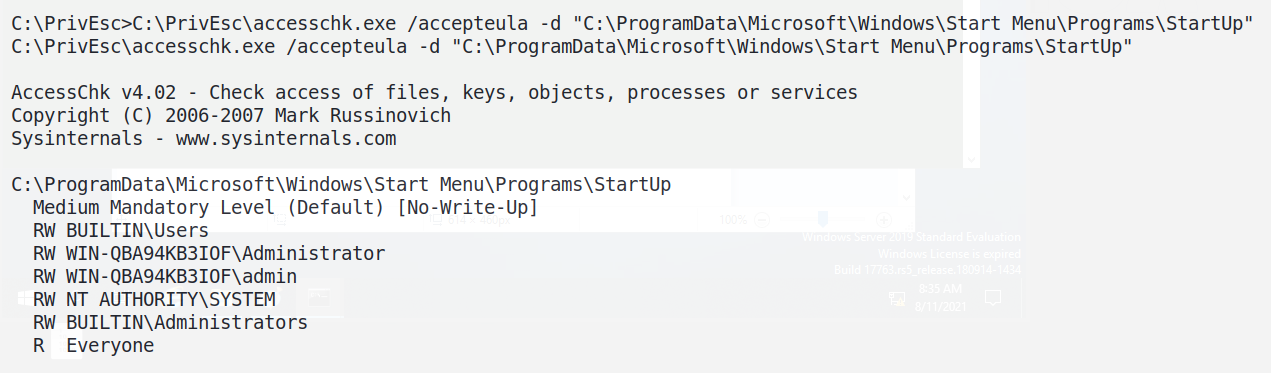 C:\PrivEsc>C:\PrivEsc\accesschk.exe /accepteula -d "C:\ProgramData\Microsoft\Windows\Start Menu\Programs\StartUp"
C:\PrivEsc\accesschk.exe /accepteula -d "C:\ProgramData\Microsoft\Windows\Start Menu\Programs\StartUp"
AccessChk v4.02 - Check access of files, keys, objects, processes or services
Copyright (C) 2006-2007 Mark Russinovich
Sysinternals - www.sysinternals.com
C:\ProgramData\Microsoft\Windows\Start Menu\Programs\StartUp
Medium Mandatory Level (Default) [No-Write-Up]
RW BUILTIN\Users
RW WIN-QBA94KB3IOF\Administrator
RW WIN-QBA94KB3IOF\admin
RW NT AUTHORITY\SYSTEM
RW BUILTIN\Administrators
R  Everyone
100%
Windows Server 2019 Standard Evaluation
Windows License is expired
Build 17763.rs5_release.180914-1434
8:35 AM
8/11/2021